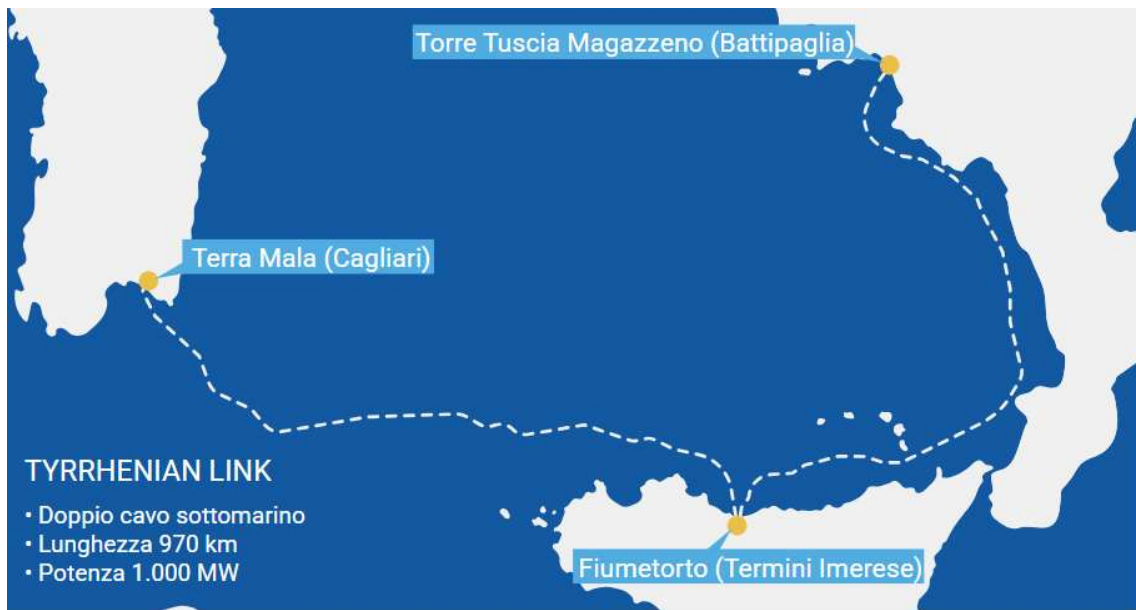 Torre Tuscia Magazzeno (Battipaglia)
Terra Mala (Cagliari)
TYRRHENIAN LINK
• Doppio cavo sottomarino
• Lunghezza 970 km
• Potenza 1.000 MW
Fiumetorto (Termini Imerese)